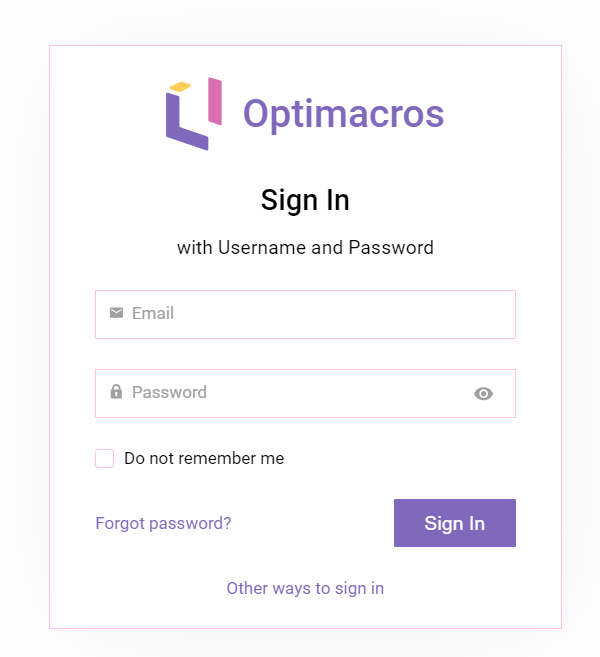 Optimacros
Sign In
with Username and Password
Email
Password
Do not remember me
Forgot password?
Sign In
Other ways to sign in